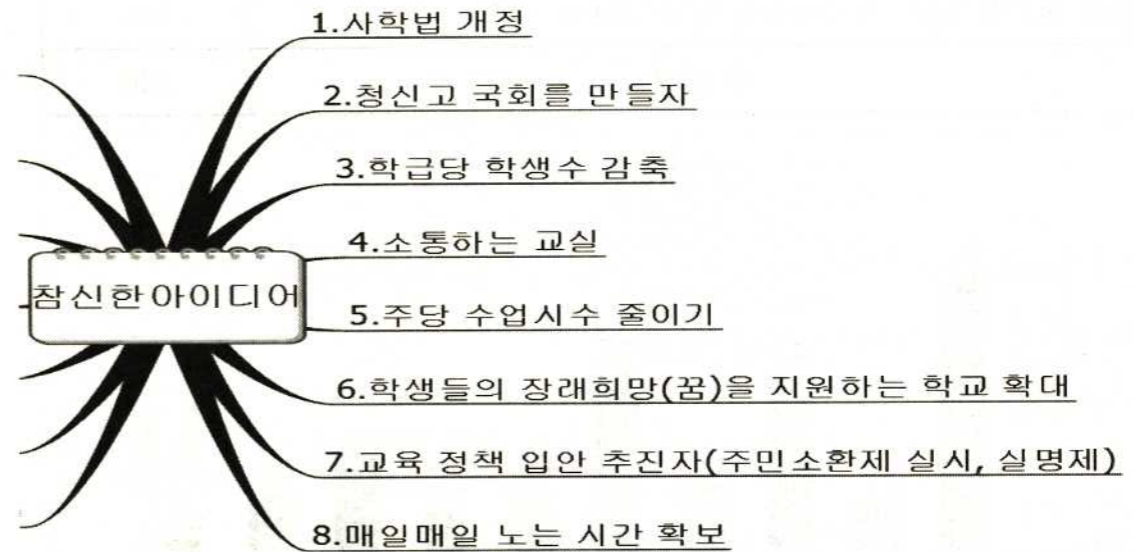 1.사학법 개정
2.청신고 국회를 만들자
3.학급당 학생수 감축
4.소통하는 교실
참신한아이디어
5.주당 수업시수 줄이기
6.학생들의 장래희망(꿈)을 지원하는 학교 확대
7.교육 정책 입안 추진자(주민소환제 실시, 실명제)
8.매일매일 노는 시간 확보